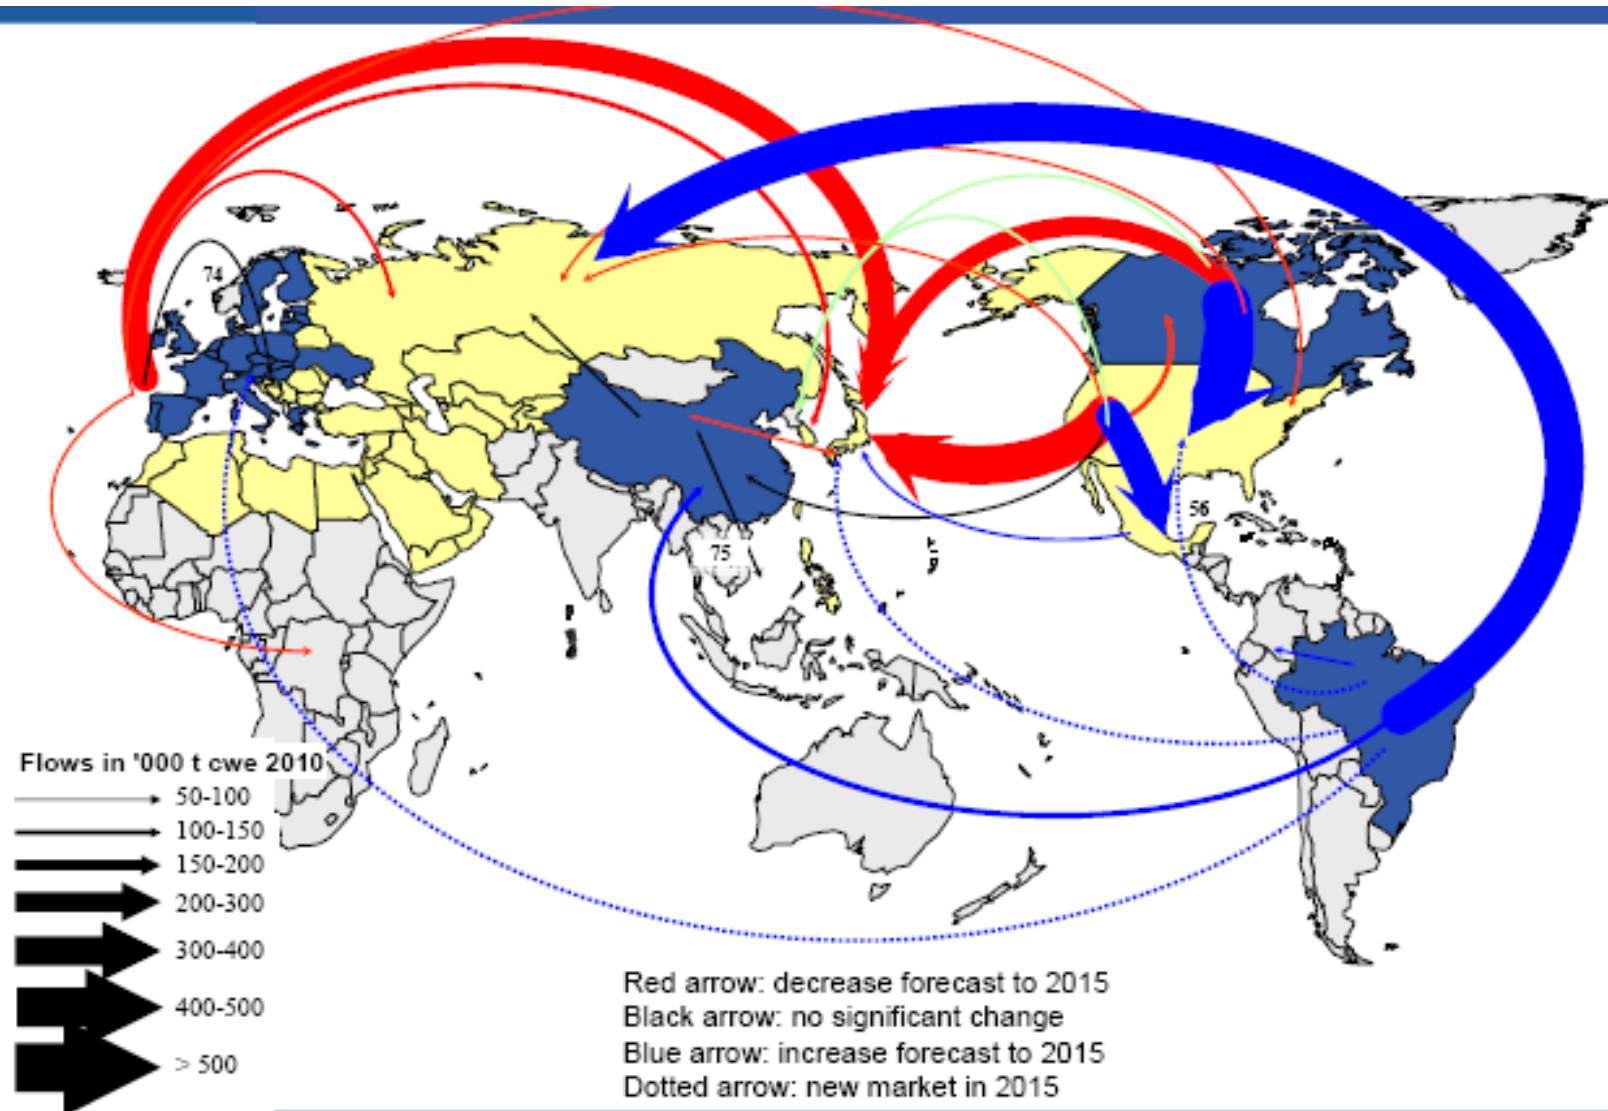 74
56
75
Flows in '000 t cwe 2010
50-100
100-150
150-200
200-300
300-400
400-500
> 500
Red arrow: decrease forecast to 2015
Black arrow: no significant change
Blue arrow: increase forecast to 2015
Dotted arrow: new market in 2015